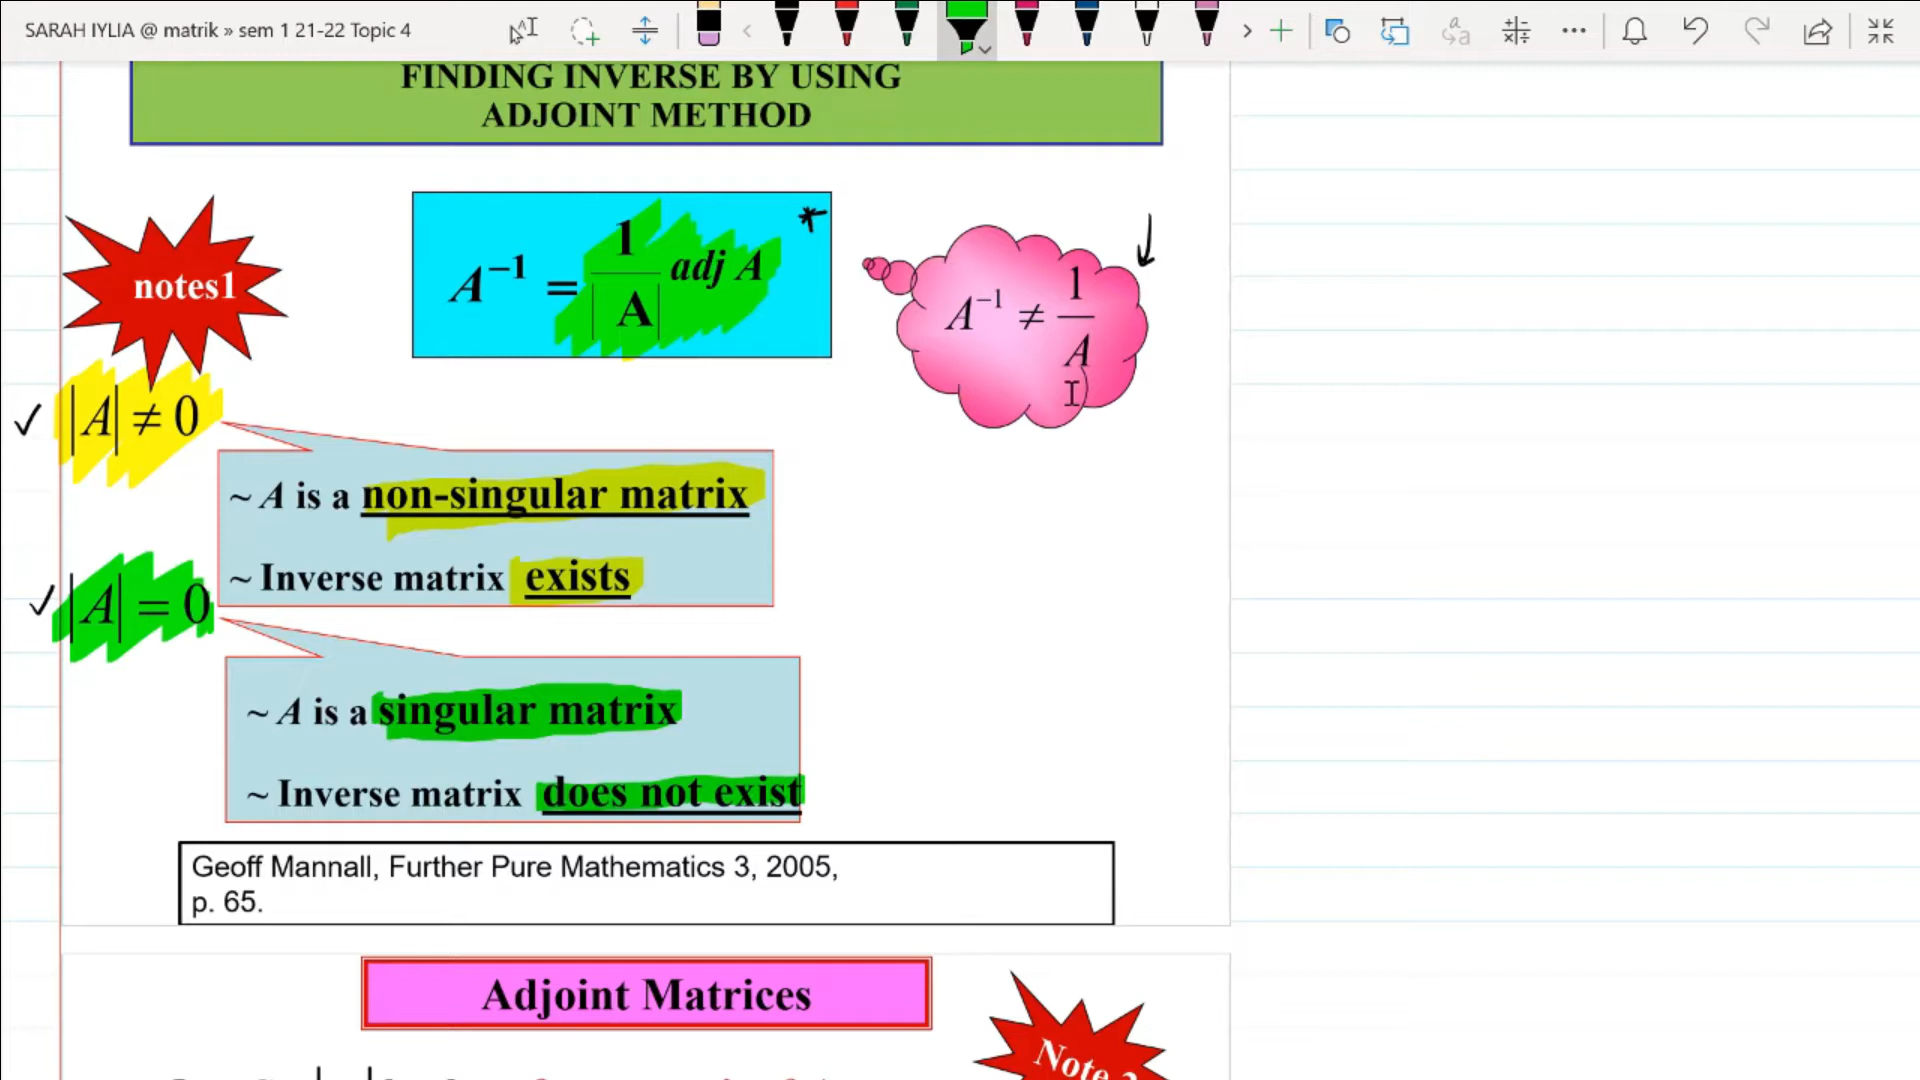 SARAH IYLIA @ matrik » sem 1 21-22 Topic 4
FINDING INVERSE BY USING
ADJOINT METHOD
notes1
A⁻¹ = 1/|A| adj A *
A⁻¹ ≠ 1/A
|A| ≠ 0
~ A is a non-singular matrix
~ Inverse matrix exists
|A| = 0
~ A is a singular matrix
~ Inverse matrix does not exist
Geoff Mannall, Further Pure Mathematics 3, 2005,
p. 65.
Adjoint Matrices
Note